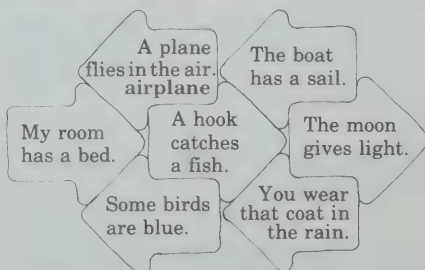 A plane
flies in the air.
airplane
The boat
has a sail.
My room
has a bed.
A hook
catches
a fish.
The moon
gives light.
Some birds
are blue.
You wear
that coat in
the rain.